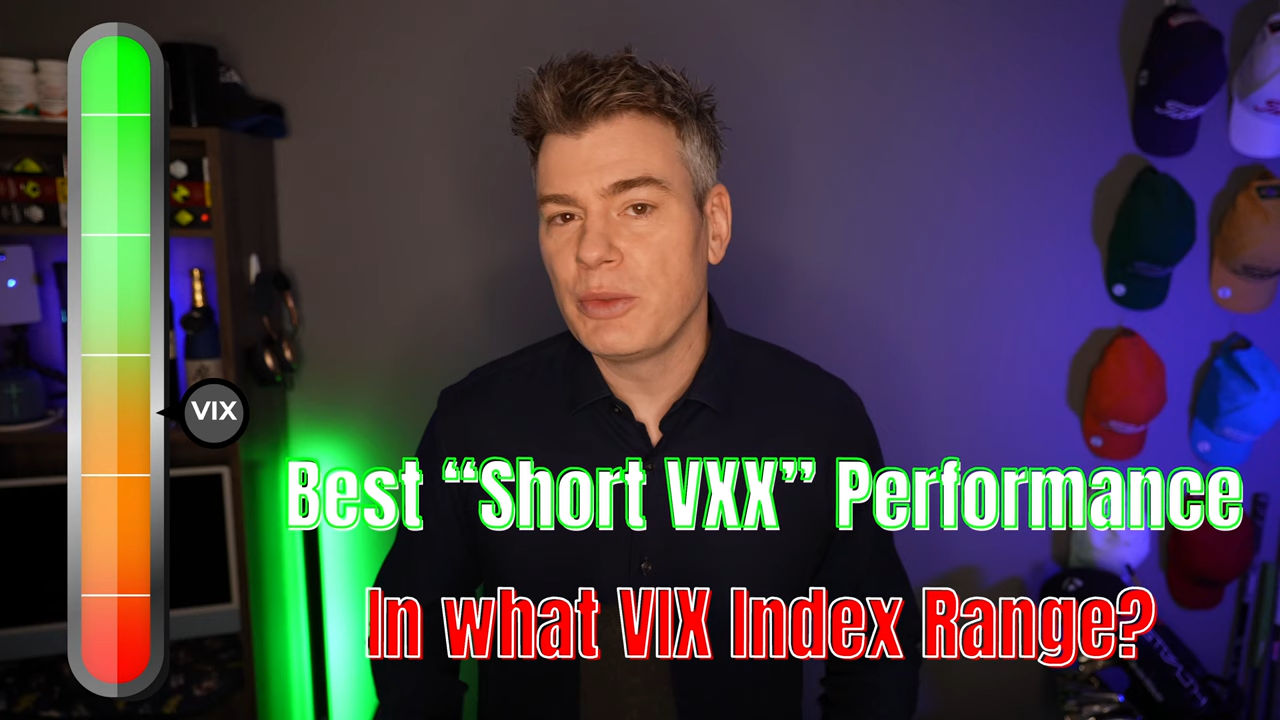 VIX
Best “Short VXX” Performance
In what VIX Index Range?